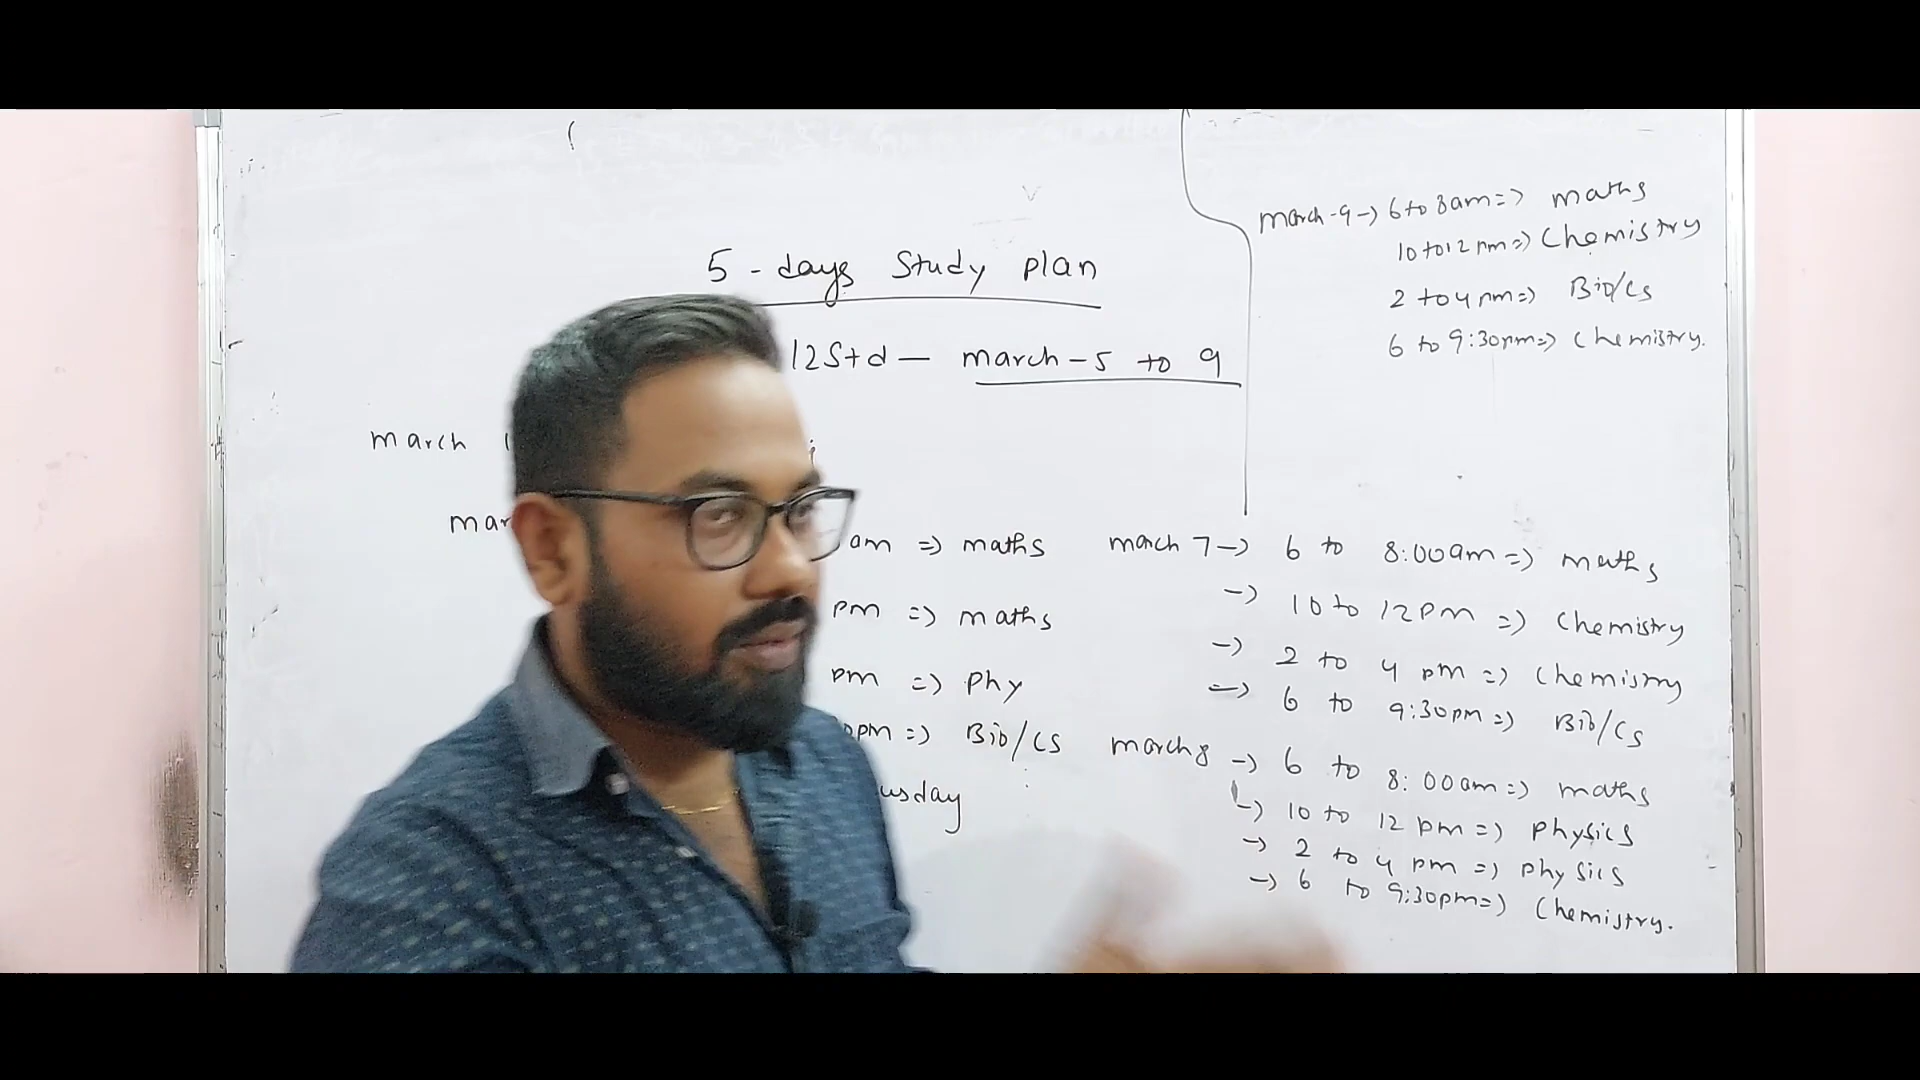 5 - days Study plan
12Std — march - 5 to 9
march
am => maths
pm => maths
pm => phy
pm => Bio/cs
march 7 -> 6 to 8:00am => maths
-> 10 to 12 pm => Chemistry
-> 2 to 4 pm => Chemistry
-> 6 to 9:30pm => Bio/cs
march 8 -> 6 to 8:00am => maths
-> 10 to 12 pm => physics
-> 2 to 4 pm => physics
-> 6 to 9:30pm => Chemistry.
march - 9 -> 6 to 8am => maths
10 to 12 pm => Chemistry
2 to 4 pm => Bio/cs
6 to 9:30pm => Chemistry.